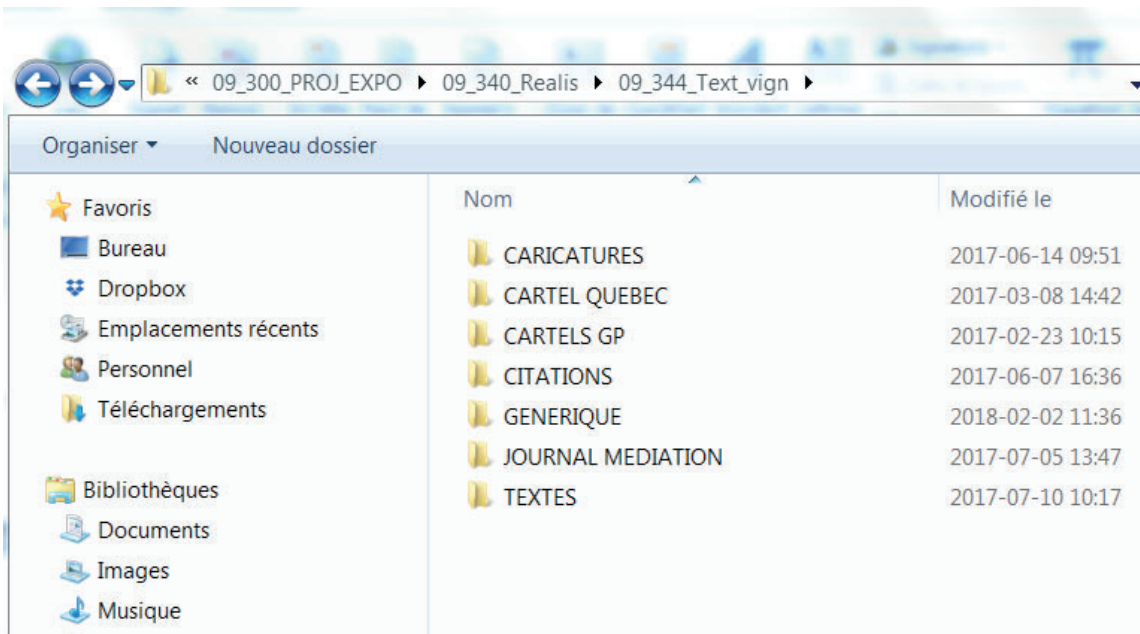 « 09_300_PROJ_EXPO 09_340_Realis 09_344_Text_vign
Organiser Nouveau dossier
Favoris
Bureau
Dropbox
Emplacements récents
Personnel
Téléchargements
Bibliothèques
Documents
Images
Musique
Nom Modifié le
CARICATURES 2017-06-14 09:51
CARTEL QUEBEC 2017-03-08 14:42
CARTELS GP 2017-02-23 10:15
CITATIONS 2017-06-07 16:36
GENERIQUE 2018-02-02 11:36
JOURNAL MEDIATION 2017-07-05 13:47
TEXTES 2017-07-10 10:17